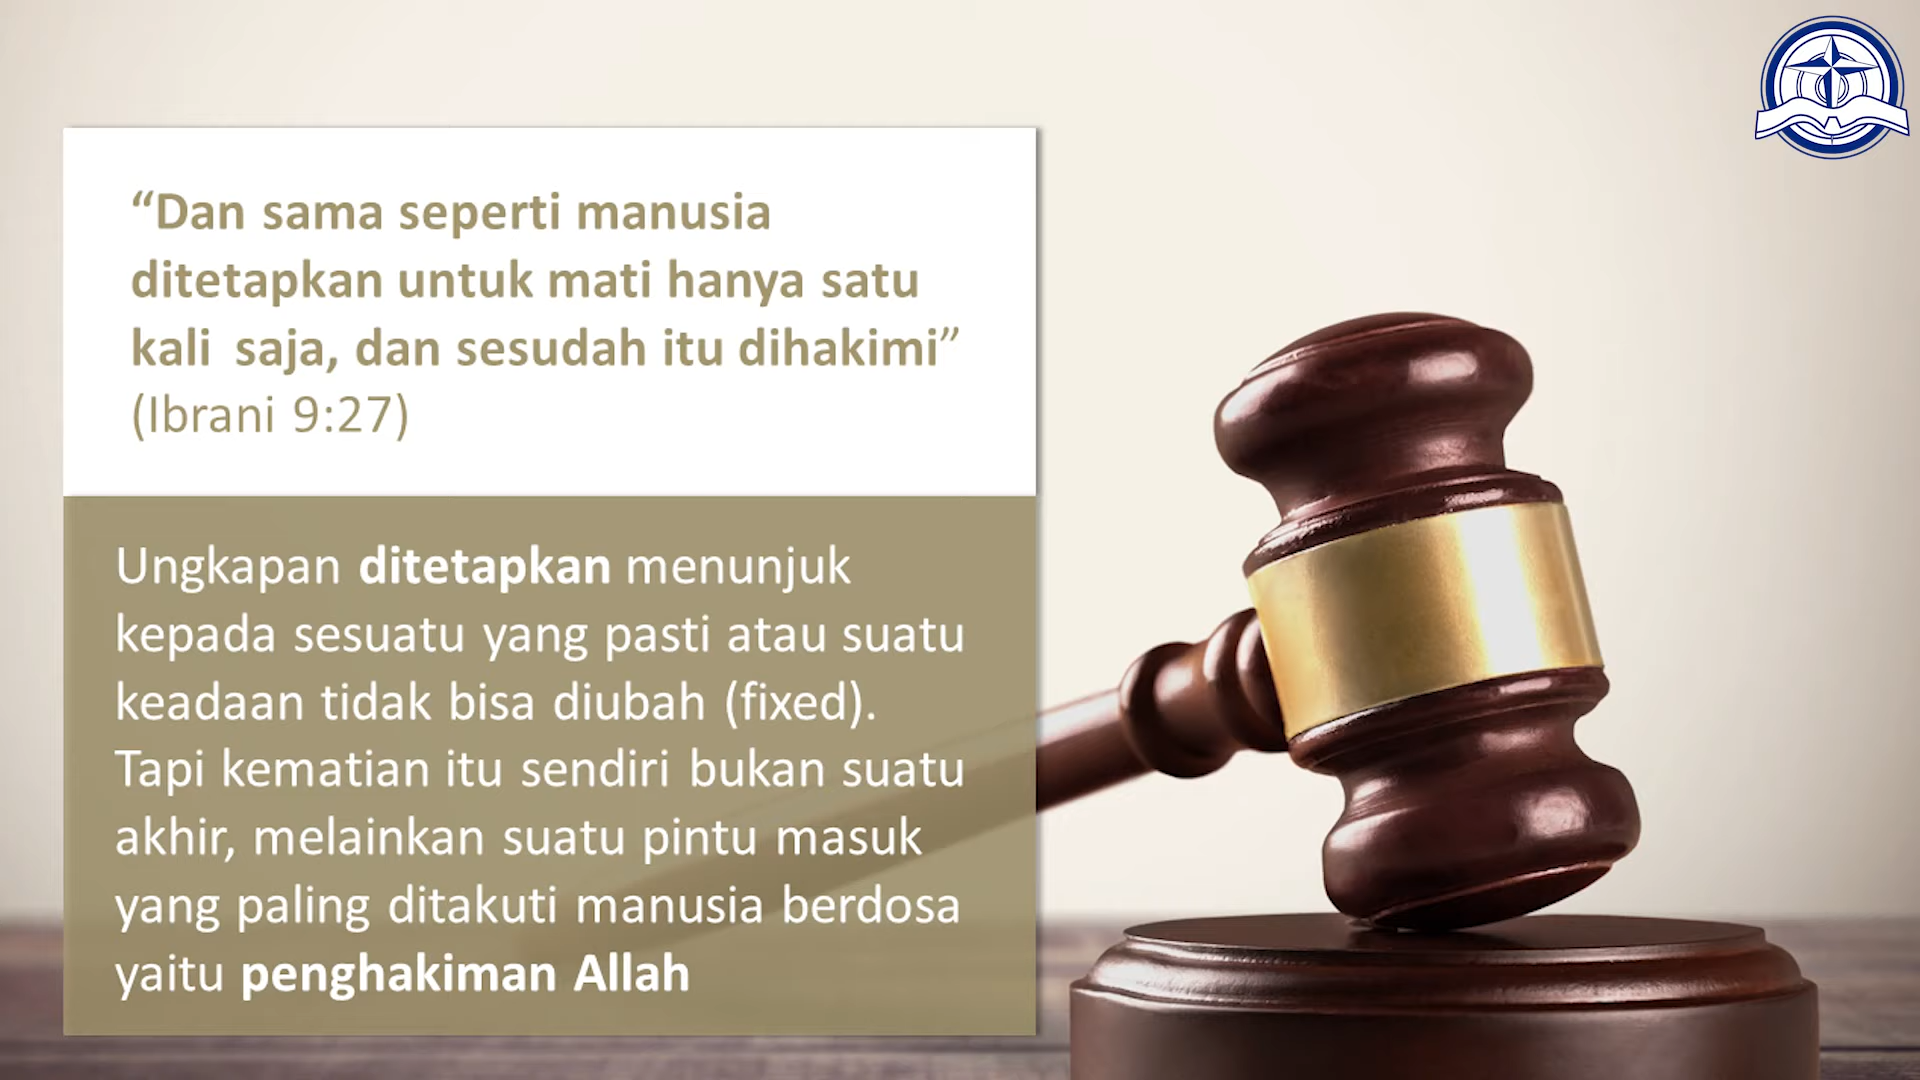 “Dan sama seperti manusia
ditetapkan untuk mati hanya satu
kali saja, dan sesudah itu dihakimi”
(Ibrani 9:27)
Ungkapan ditetapkan menunjuk
kepada sesuatu yang pasti atau suatu
keadaan tidak bisa diubah (fixed).
Tapi kematian itu sendiri bukan suatu
akhir, melainkan suatu pintu masuk
yang paling ditakuti manusia berdosa
yaitu penghakiman Allah